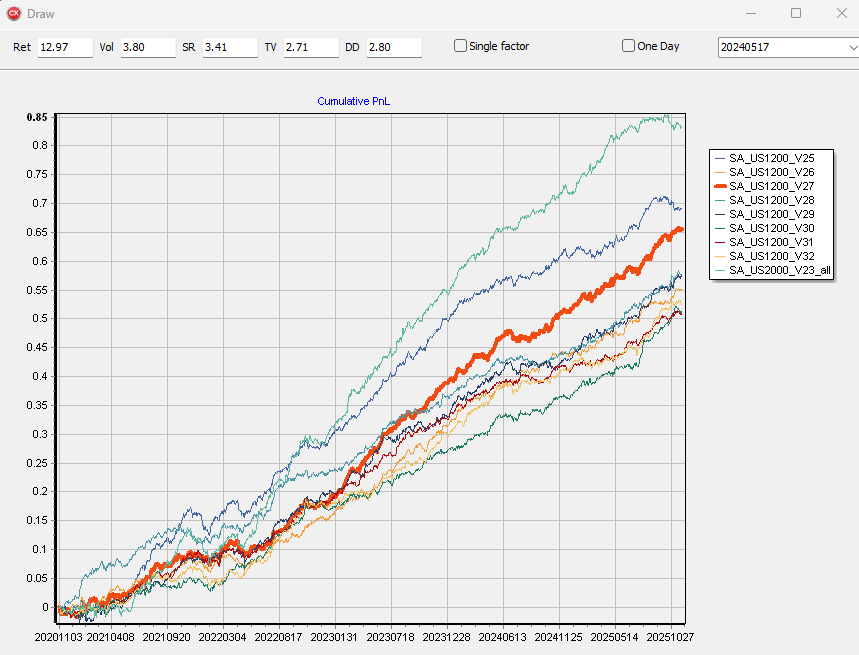 CX Draw
Ret 12.97 Vol 3.80 SR 3.41 TV 2.71 DD 2.80 Single factor One Day 20240517
Cumulative PnL
0.85
0.8
0.75
0.7
0.65
0.6
0.55
0.5
0.45
0.4
0.35
0.3
0.25
0.2
0.15
0.1
0.05
0
20201103 20210408 20210920 20220304 20220817 20230131 20230718 20231228 20240613 20241125 20250514 20251027
SA_US1200_V25
SA_US1200_V26
SA_US1200_V27
SA_US1200_V28
SA_US1200_V29
SA_US1200_V30
SA_US1200_V31
SA_US1200_V32
SA_US2000_V23_all